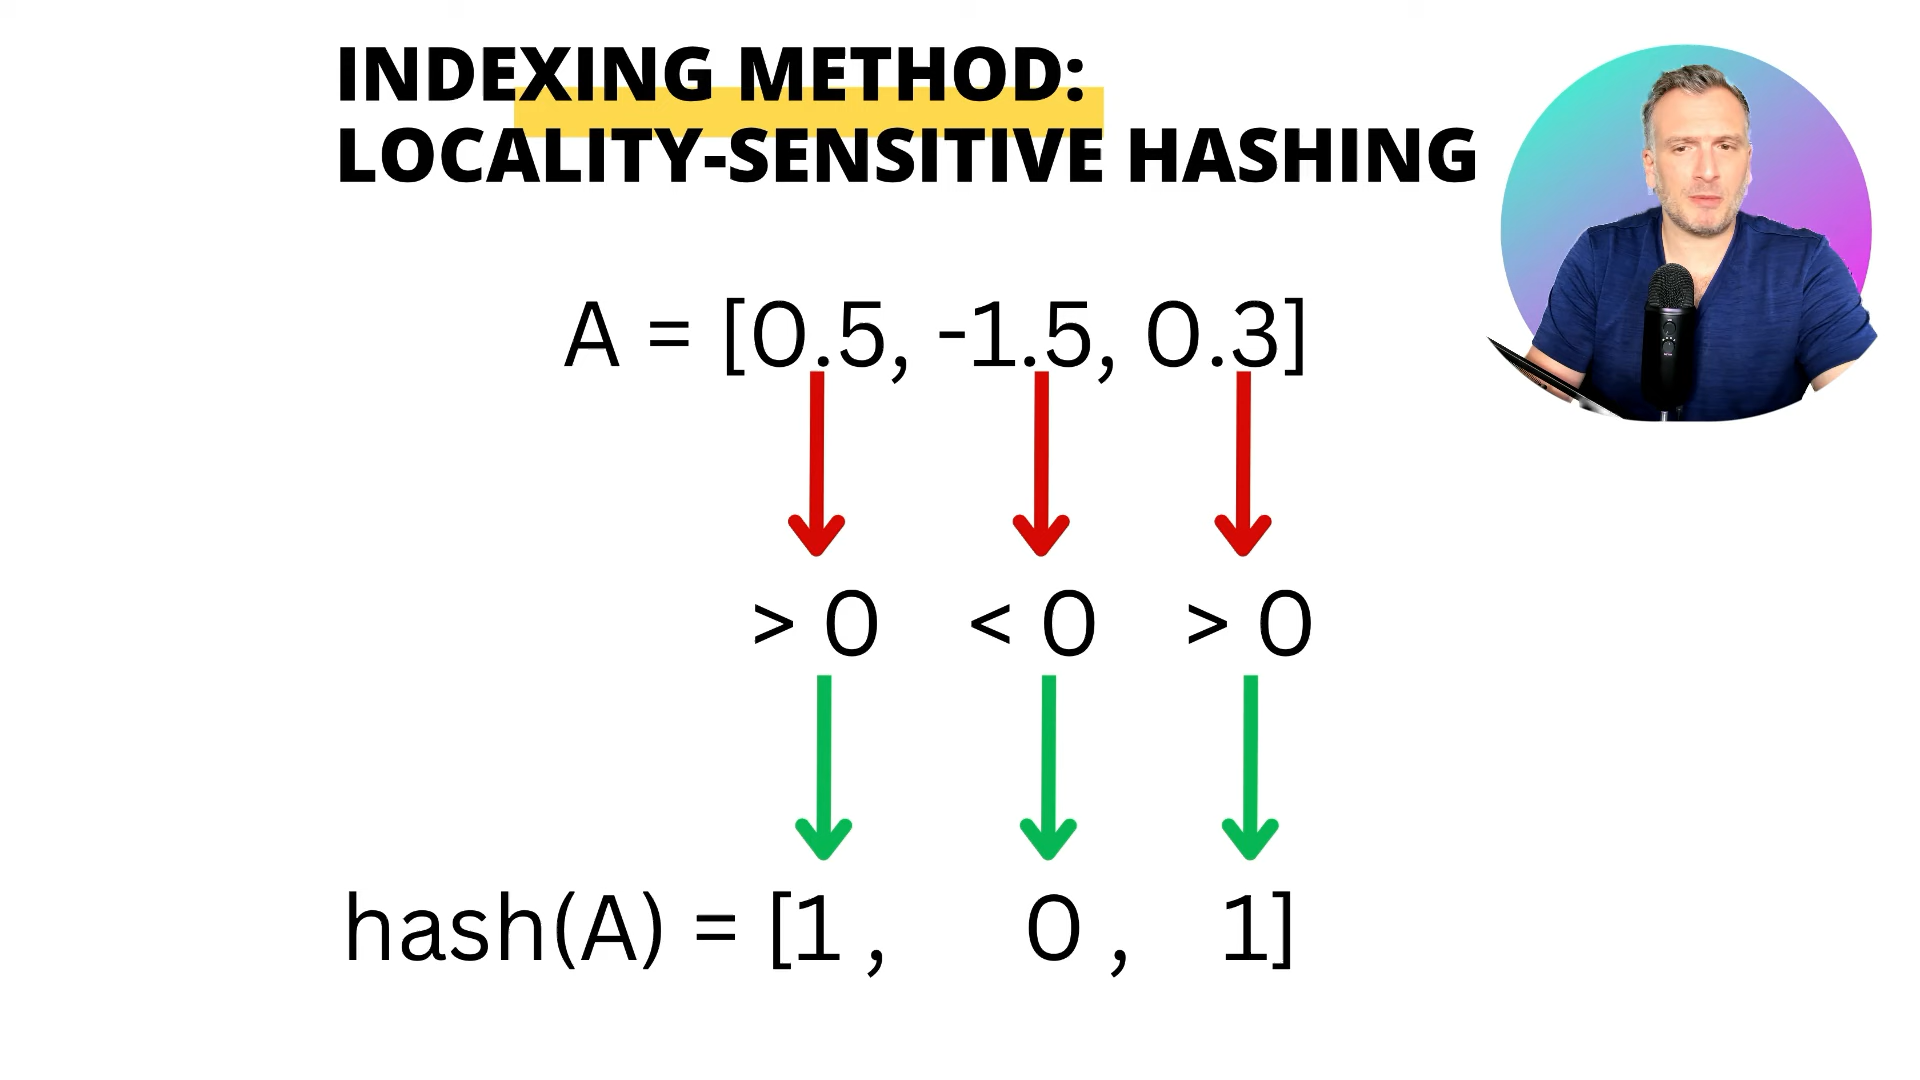 INDEXING METHOD:
LOCALITY-SENSITIVE HASHING
A = [0.5, -1.5, 0.3]
> 0 < 0 > 0
hash(A) = [1 , 0 , 1]